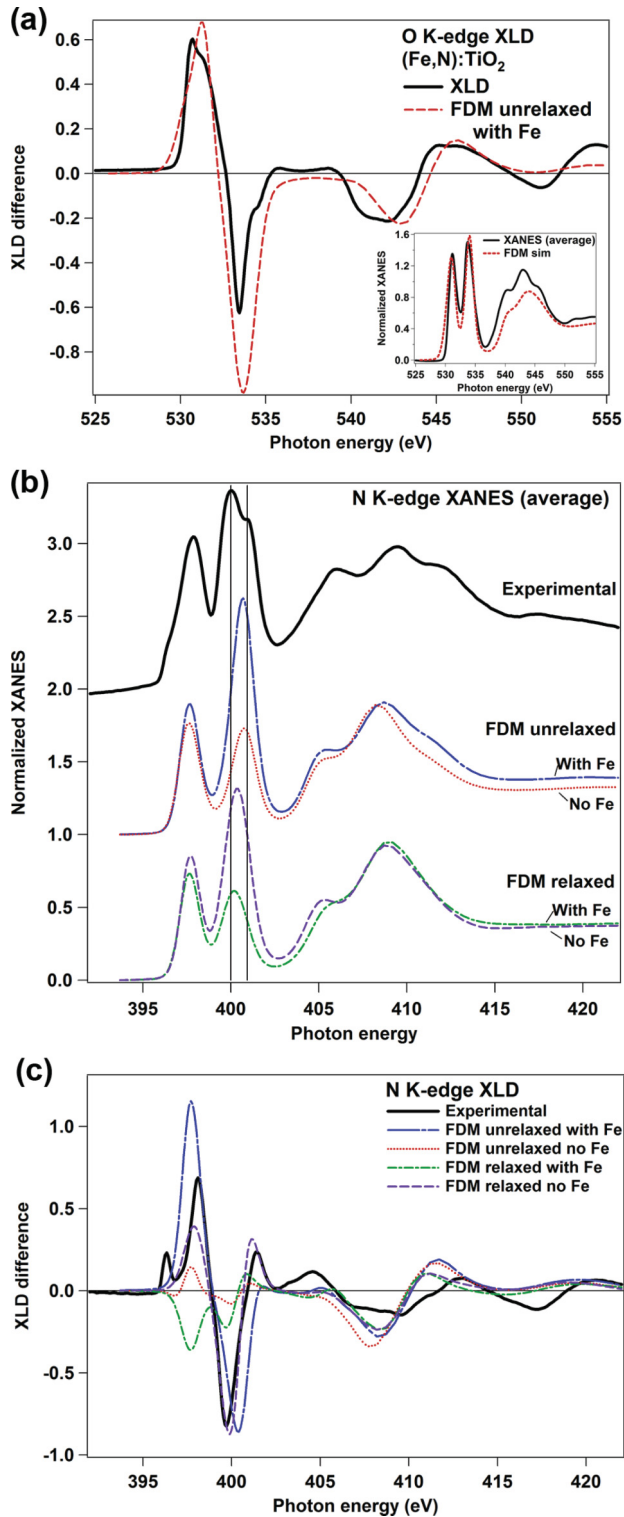 (a)
O K-edge XLD
(Fe,N):TiO2
XLD
FDM unrelaxed
with Fe
XLD difference
0.6
0.4
0.2
0.0
-0.2
-0.4
-0.6
-0.8
525
530
535
540
545
550
555
Photon energy (eV)
XANES (average)
FDM sim
Normalized XANES
1.6
1.2
0.8
0.4
0.0
525
530
535
540
545
550
555
Photon energy (eV)
(b)
N K-edge XANES (average)
Experimental
FDM unrelaxed
With Fe
No Fe
FDM relaxed
With Fe
No Fe
Normalized XANES
3.0
2.5
2.0
1.5
1.0
0.5
0.0
395
400
405
410
415
420
Photon energy
(c)
N K-edge XLD
Experimental
FDM unrelaxed with Fe
FDM unrelaxed no Fe
FDM relaxed with Fe
FDM relaxed no Fe
XLD difference
1.0
0.5
0.0
-0.5
-1.0
395
400
405
410
415
420
Photon energy (eV)